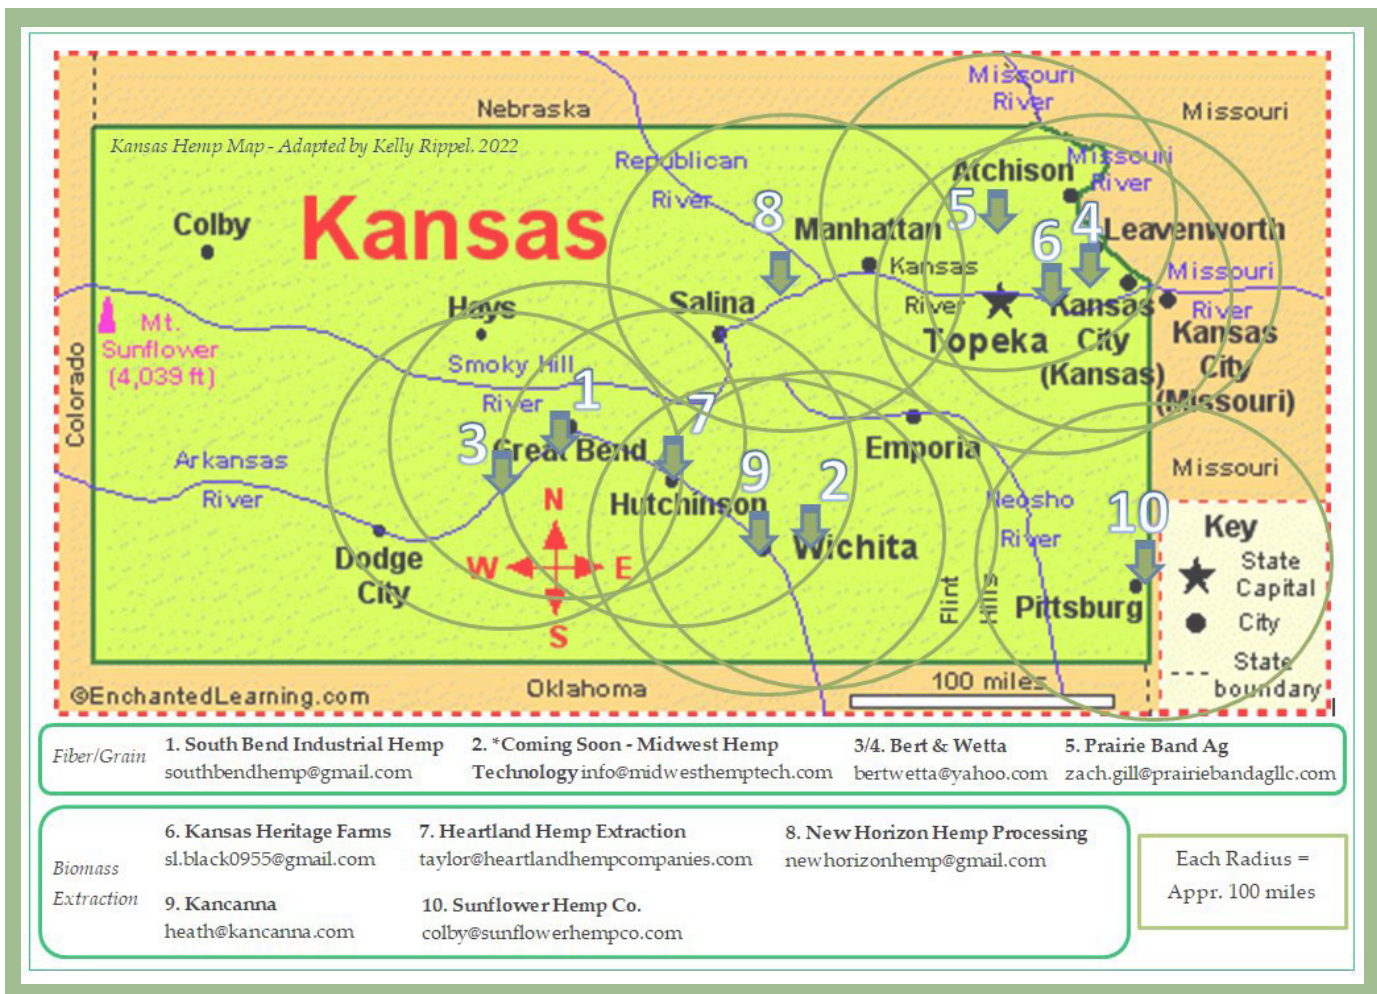 Missouri
River
Missouri
Nebraska
Kansas Hemp Map - Adapted by Kelly Rippel, 2022
Republican
River
Atchison
Missouri
River
Colby
Kansas
8
Manhattan
5
6
4
Leavenworth
Kansas
River
Missouri
River
Mt.
Sunflower
(4,039 ft)
Hays
Salina
Topeka
Kansas
City
(Kansas)
Kansas
City
(Missouri)
Colorado
Smoky Hill
River
1
7
3
Great Bend
Emporia
Arkansas
River
Missouri
9
2
Hutchinson
Neosho
River
10
N
W
E
S
Wichita
Dodge
City
Flint
Hills
Pittsburg
Key
State
Capital
City
State
boundary
©EnchantedLearning.com
Oklahoma
100 miles
Fiber/Grain
1. South Bend Industrial Hemp
southbendhemp@gmail.com
2. *Coming Soon - Midwest Hemp
Technology info@midwesthemptech.com
3/4. Bert & Wetta
bertwetta@yahoo.com
5. Prairie Band Ag
zach.gill@prairiebandagllc.com
Biomass
Extraction
6. Kansas Heritage Farms
sl.black0955@gmail.com
7. Heartland Hemp Extraction
taylor@heartlandhempcompanies.com
8. New Horizon Hemp Processing
newhorizonhemp@gmail.com
9. Kancanna
heath@kancanna.com
10. Sunflower Hemp Co.
colby@sunflowerhempco.com
Each Radius =
Appr. 100 miles